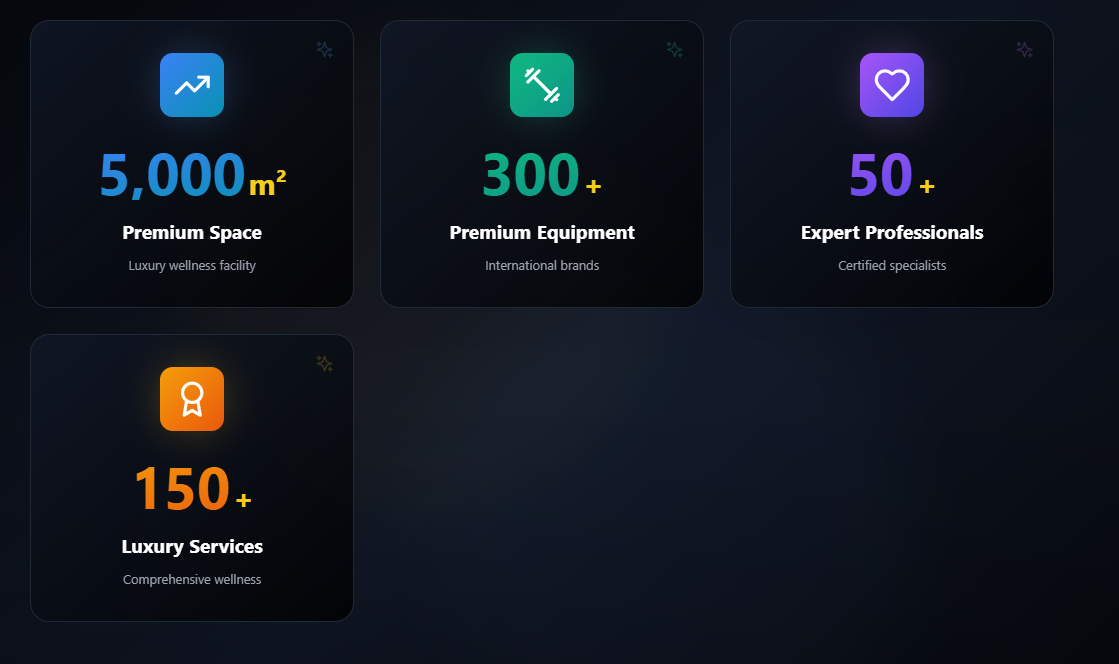 5,000 m²
Premium Space
Luxury wellness facility
300 +
Premium Equipment
International brands
50 +
Expert Professionals
Certified specialists
150 +
Luxury Services
Comprehensive wellness